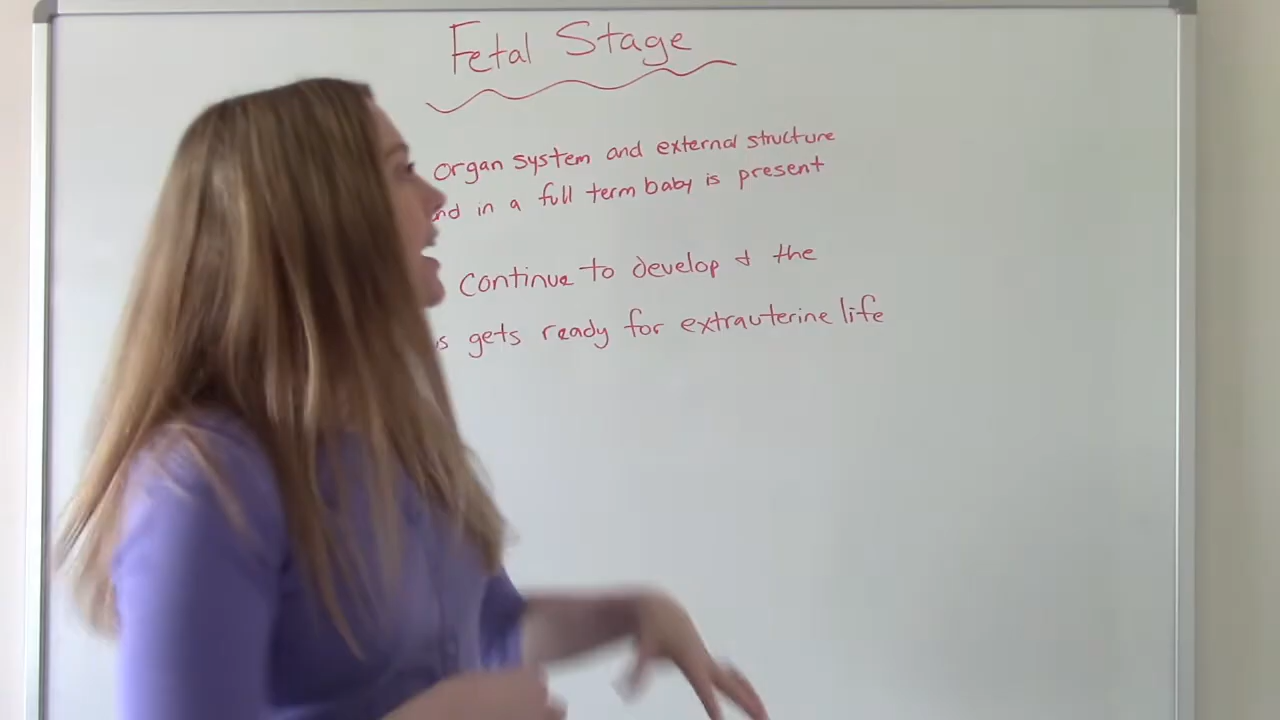 Fetal Stage
organ system and external structure
in a full term baby is present
continue to develop & the
gets ready for extrauterine life